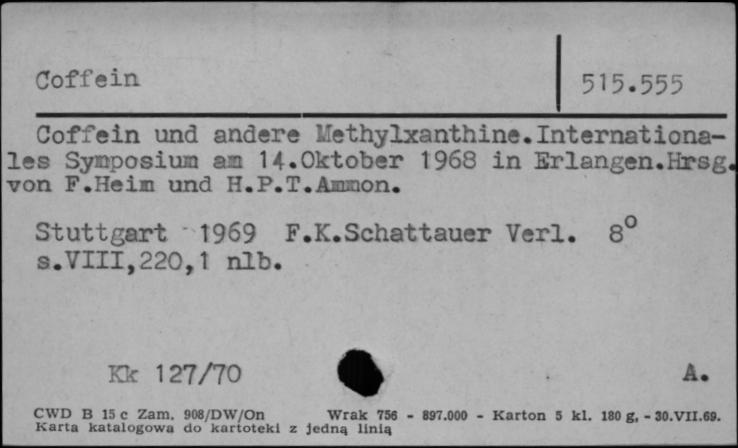 Coffein 515.555
Coffein und andere Methylxanthine.Internationa-
les Symposium am 14.Oktober 1968 in Erlangen.Hrsg.
von F.Heim und H.P.T.Ammon.
Stuttgart 1969 F.K.Schattauer Verl. 8º
s.VIII,220,1 nlb.
Kk 127/70 A.
CWD B 15 c Zam. 908/DW/On Wrak 756 - 897.000 - Karton 5 kl. 180 g. - 30.VII.69.
Karta katalogowa do kartoteki z jedną linią